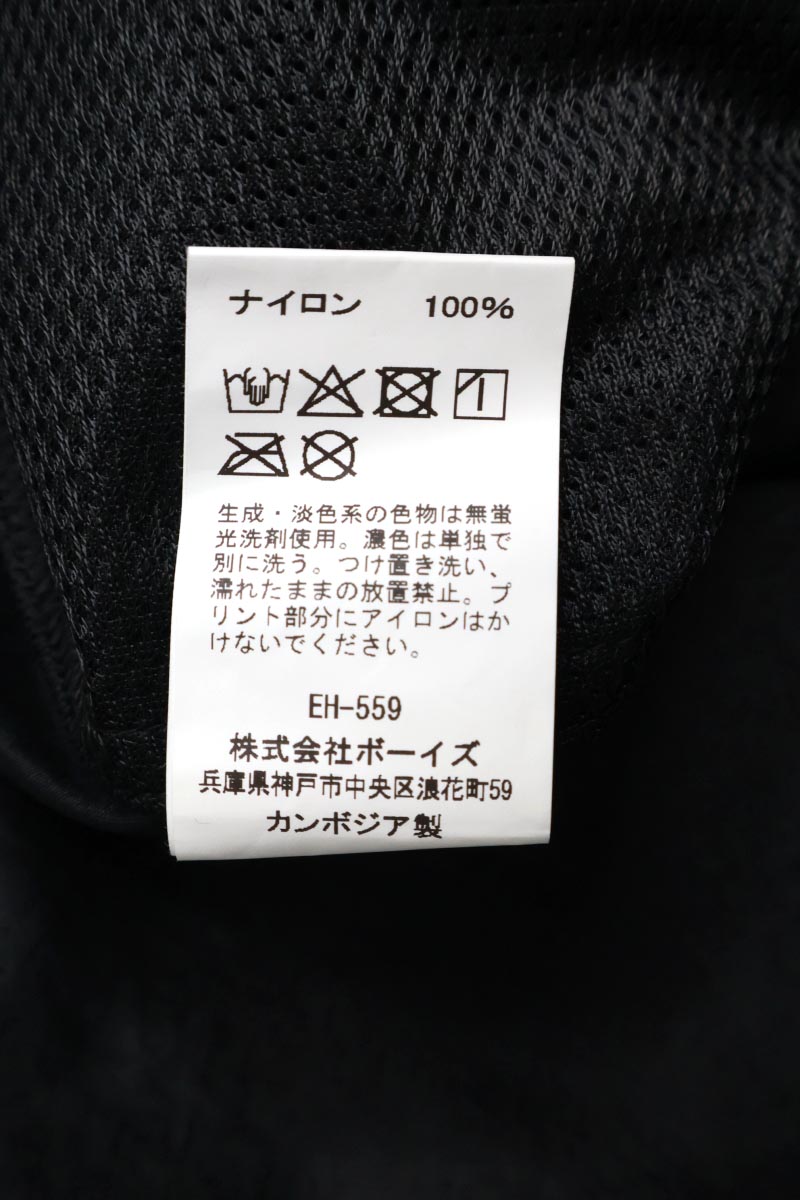 ナイロン 100%
生成・淡色系の色物は無蛍
光洗剤使用。濃色は単独で
別に洗う。つけ置き洗い、
濡れたままの放置禁止。プ
リント部分にアイロンはか
けないでください。
EH-559
株式会社ボーイズ
兵庫県神戸市中央区浪花町59
カンボジア製